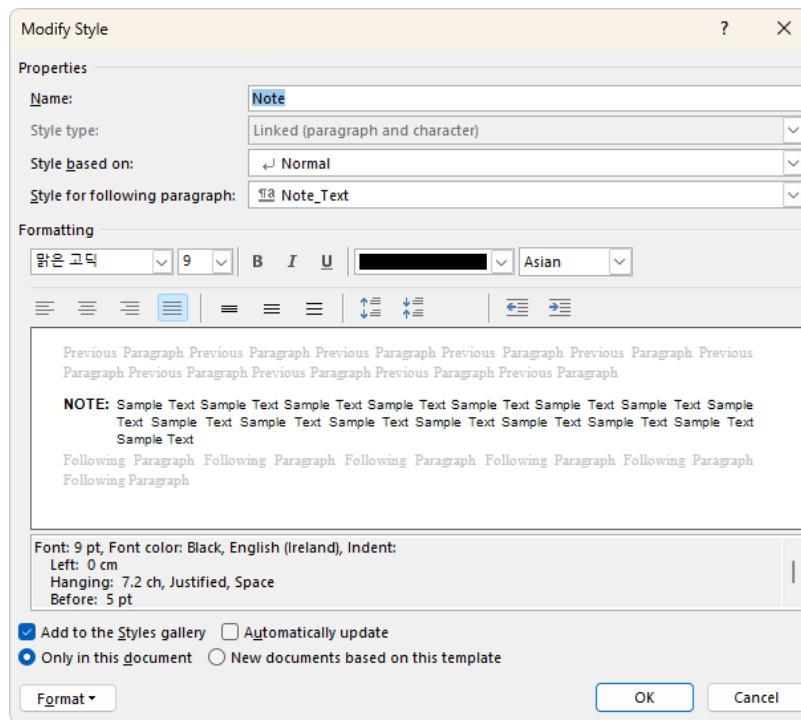 Modify Style ?
Properties
Name: Note
Style type: Linked (paragraph and character)
Style based on: Normal
Style for following paragraph: ¶a Note_Text
Formatting
맑은 고딕 9 B I U Asian
Previous Paragraph Previous Paragraph Previous Paragraph Previous Paragraph Previous Paragraph Previous
Paragraph Previous Paragraph Previous Paragraph Previous Paragraph Previous Paragraph
NOTE: Sample Text Sample Text Sample Text Sample Text Sample Text Sample Text Sample Text Sample
Text Sample Text Sample Text Sample Text Sample Text Sample Text Sample Text Sample Text
Sample Text
Following Paragraph Following Paragraph Following Paragraph Following Paragraph Following Paragraph
Following Paragraph
Font: 9 pt, Font color: Black, English (Ireland), Indent:
Left: 0 cm
Hanging: 7.2 ch, Justified, Space
Before: 5 pt
Add to the Styles gallery Automatically update
Only in this document New documents based on this template
Format OK Cancel